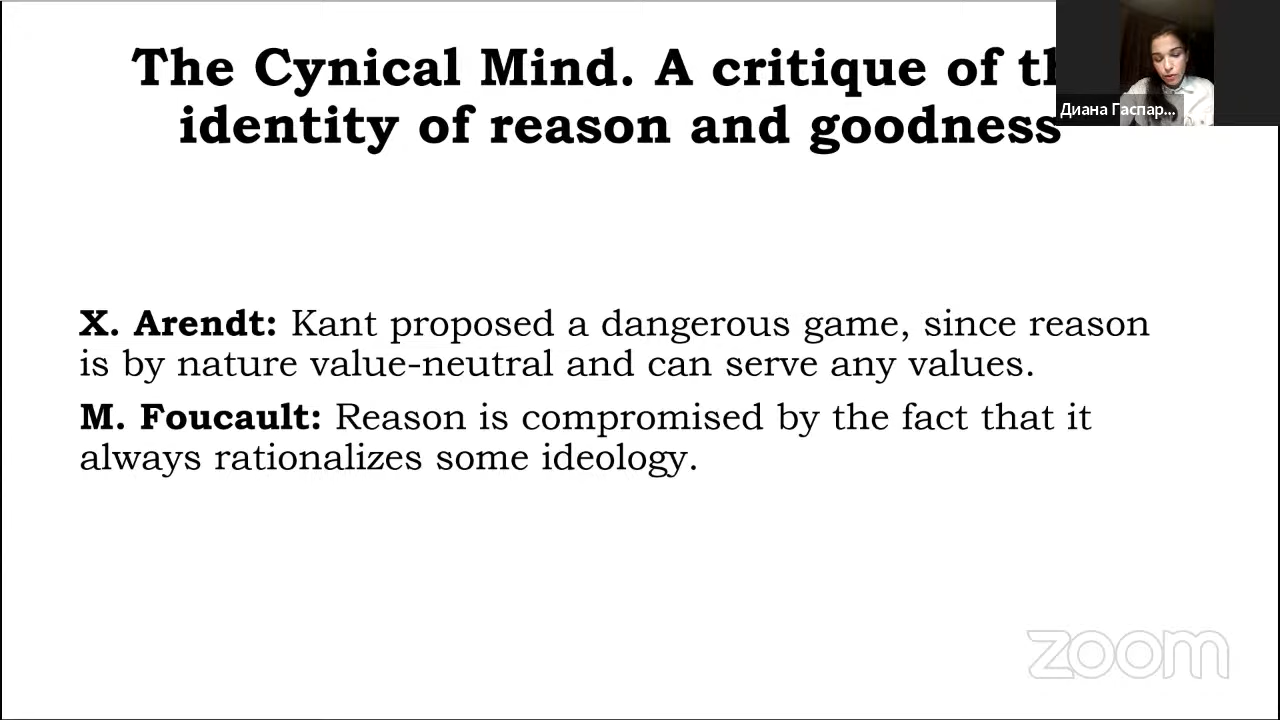 The Cynical Mind. A critique of th
identity of reason and goodness
Диана Гаспар...
X. Arendt: Kant proposed a dangerous game, since reason
is by nature value-neutral and can serve any values.
M. Foucault: Reason is compromised by the fact that it
always rationalizes some ideology.
zoom